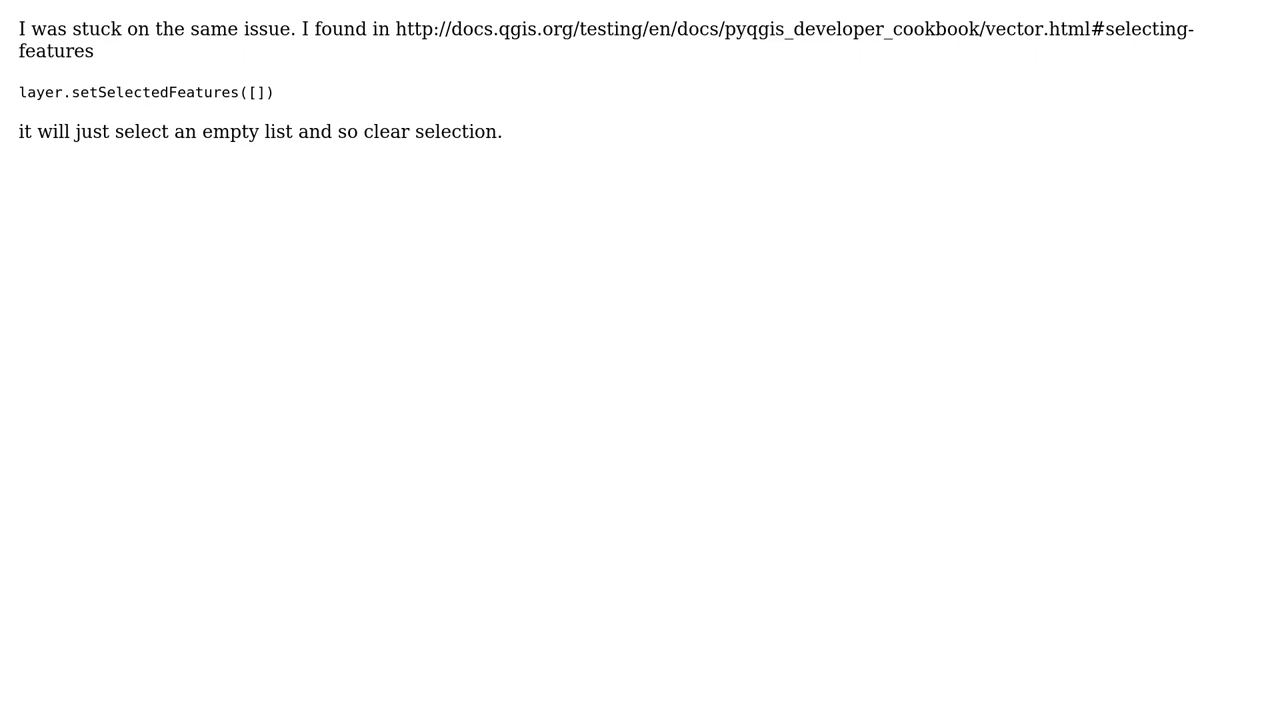 I was stuck on the same issue. I found in http://docs.qgis.org/testing/en/docs/pyqgis_developer_cookbook/vector.html#selecting-
features
layer.setSelectedFeatures([])
it will just select an empty list and so clear selection.